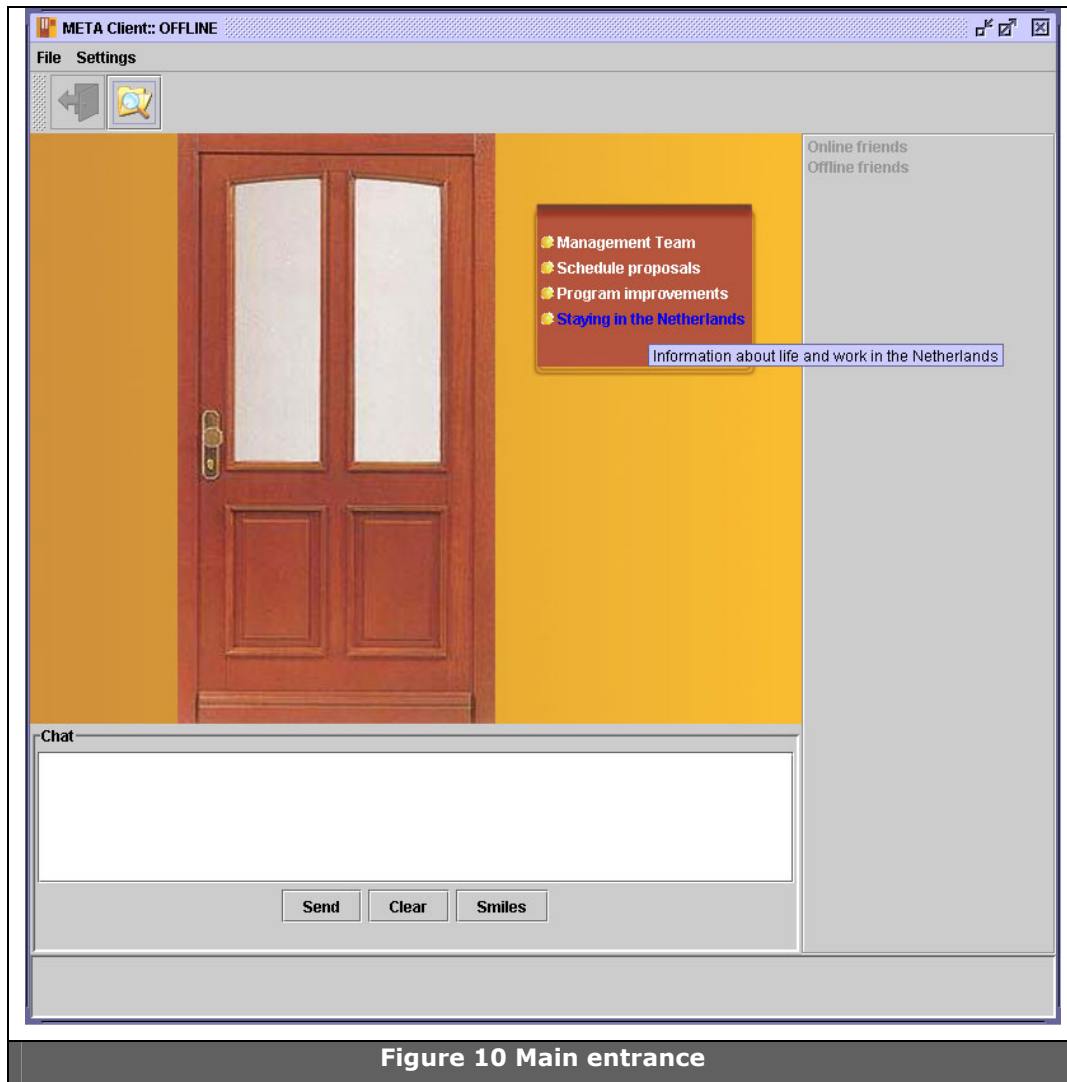 META Client:: OFFLINE
File Settings
Online friends
Offline friends
Management Team
Schedule proposals
Program improvements
Staying in the Netherlands
Information about life and work in the Netherlands
Chat
Send Clear Smiles
Figure 10 Main entrance